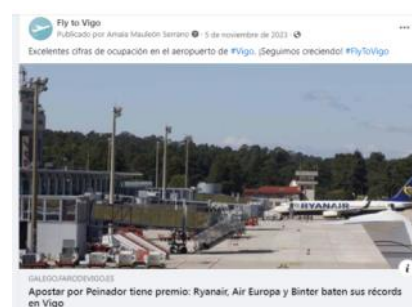 Fly to Vigo
Publicado por Amaia Mauleón Serrano · 5 de noviembre de 2023 ·
Excelentes cifras de ocupación en el aeropuerto de #Vigo. ¡Seguimos creciendo! #FlyToVigo
RYANAIR
GALEGO.FARODEVIGO.ES
Apostar por Peinador tiene premio: Ryanair, Air Europa y Binter baten sus récords
en Vigo